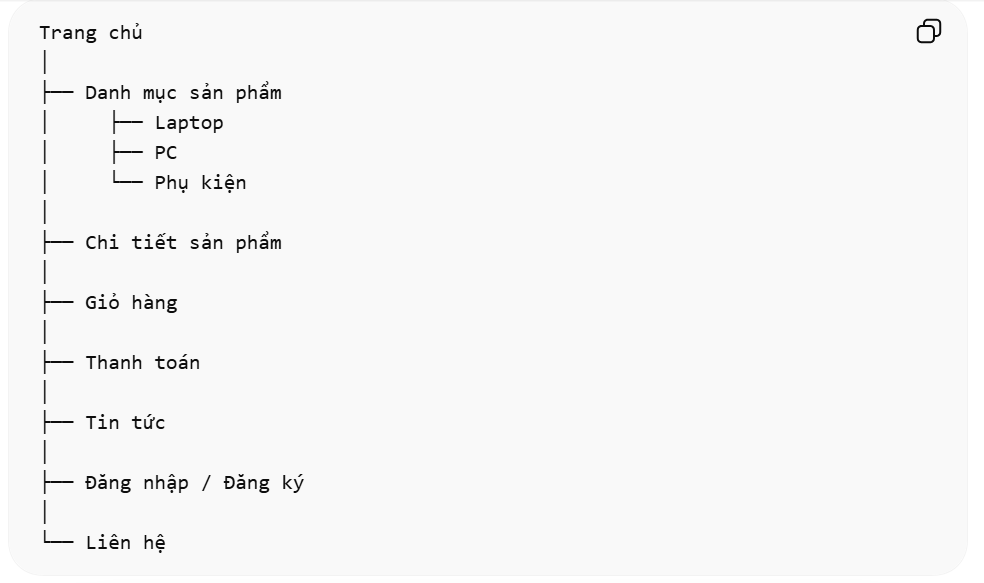 Trang chủ
│
├── Danh mục sản phẩm
│     ├── Laptop
│     ├── PC
│     └── Phụ kiện
│
├── Chi tiết sản phẩm
│
├── Giỏ hàng
│
├── Thanh toán
│
├── Tin tức
│
├── Đăng nhập / Đăng ký
│
└── Liên hệ